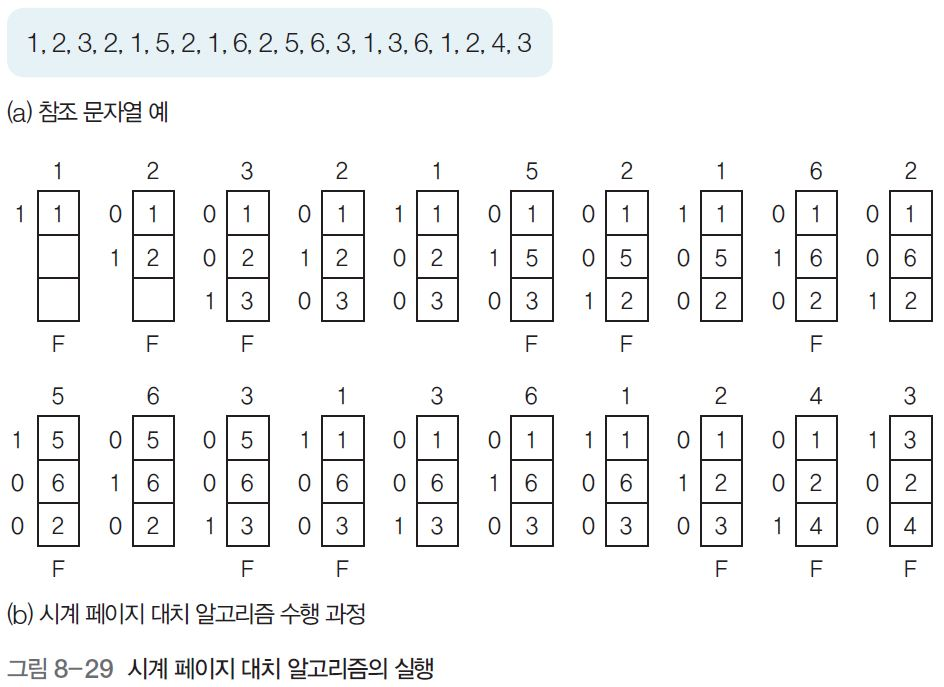 1, 2, 3, 2, 1, 5, 2, 1, 6, 2, 5, 6, 3, 1, 3, 6, 1, 2, 4, 3
(a) 참조 문자열 예
1 2 3 2 1 5 2 1 6 2
1 1 0 1 0 1 0 1 1 1 0 1 0 1 1 1 0 1 0 1
1 2 0 2 1 2 0 2 1 5 0 5 0 5 1 6 0 6
1 3 0 3 0 3 0 3 1 2 0 2 0 2 1 2
F F F F F F
5 6 3 1 3 6 1 2 4 3
1 5 0 5 0 5 1 1 0 1 0 1 1 1 0 1 0 1 1 3
0 6 1 6 0 6 0 6 0 6 1 6 0 6 1 2 0 2 0 2
0 2 0 2 1 3 0 3 1 3 0 3 0 3 0 3 1 4 0 4
F F F F F F
(b) 시계 페이지 대치 알고리즘 수행 과정
그림 8-29 시계 페이지 대치 알고리즘의 실행